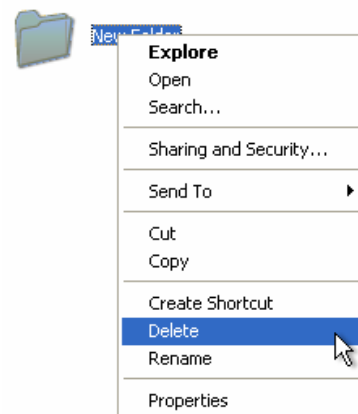 New Folder
Explore
Open
Search...
Sharing and Security...
Send To
Cut
Copy
Create Shortcut
Delete
Rename
Properties